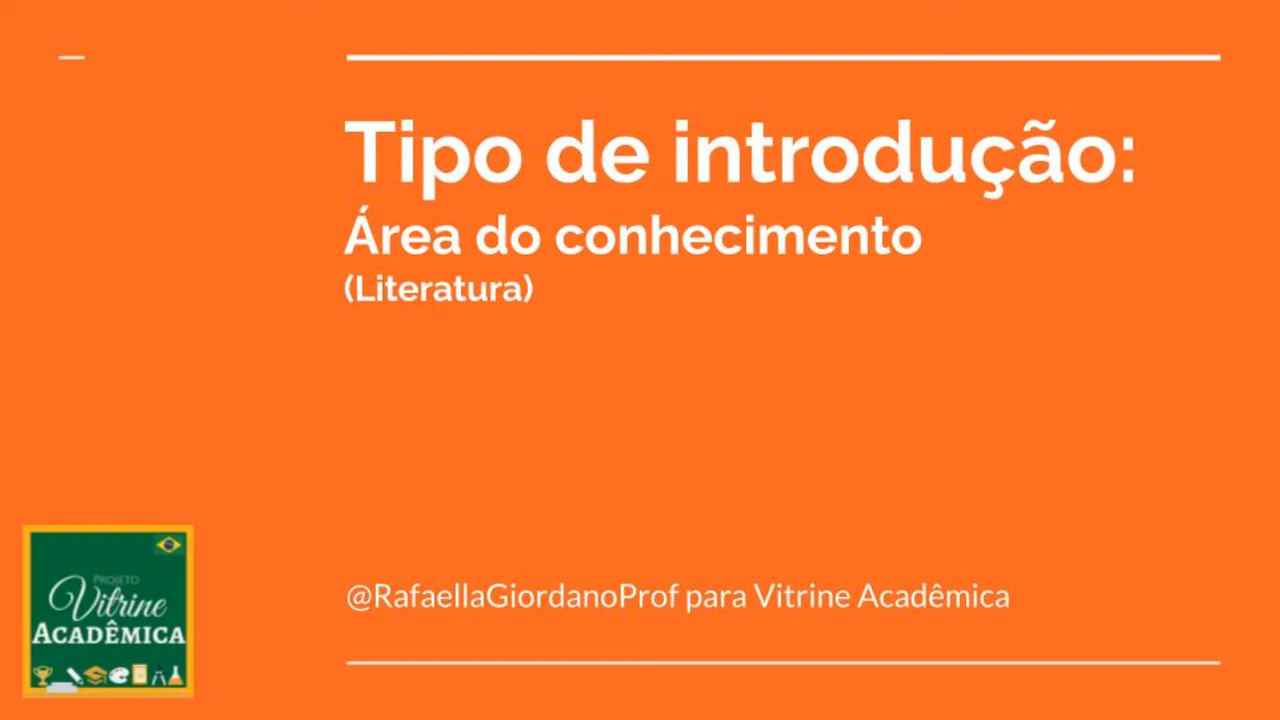 Tipo de introdução:
Área do conhecimento
(Literatura)
@RafaellaGiordanoProf para Vitrine Acadêmica
PROJETO
Vitrine
ACADÊMICA